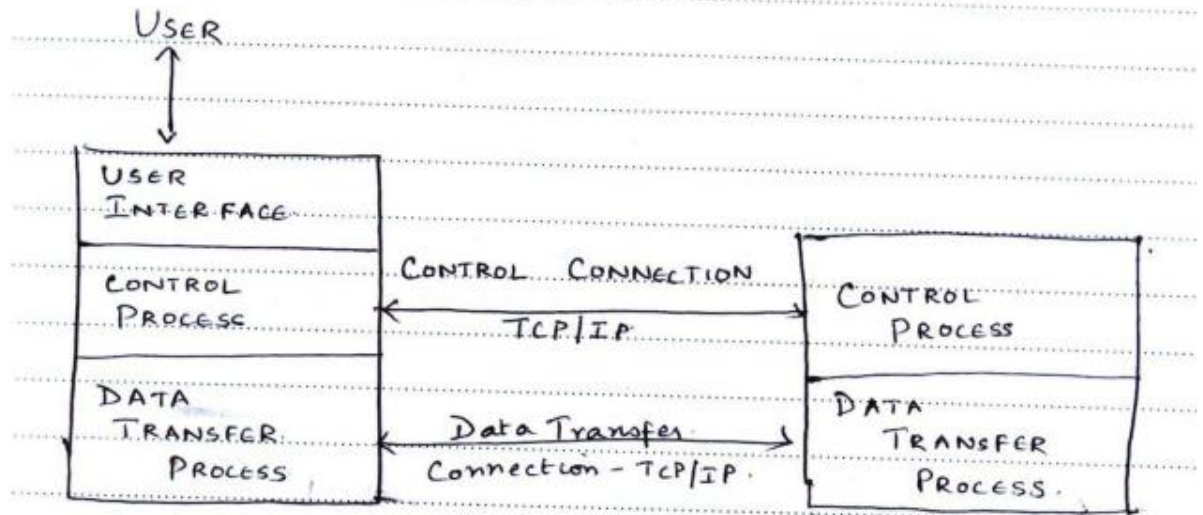 USER
USER
INTERFACE
CONTROL
PROCESS
CONTROL CONNECTION
TCP/IP
CONTROL
PROCESS
DATA
TRANSFER
PROCESS
Data Transfer
Connection - TCP/IP.
DATA
TRANSFER
PROCESS.